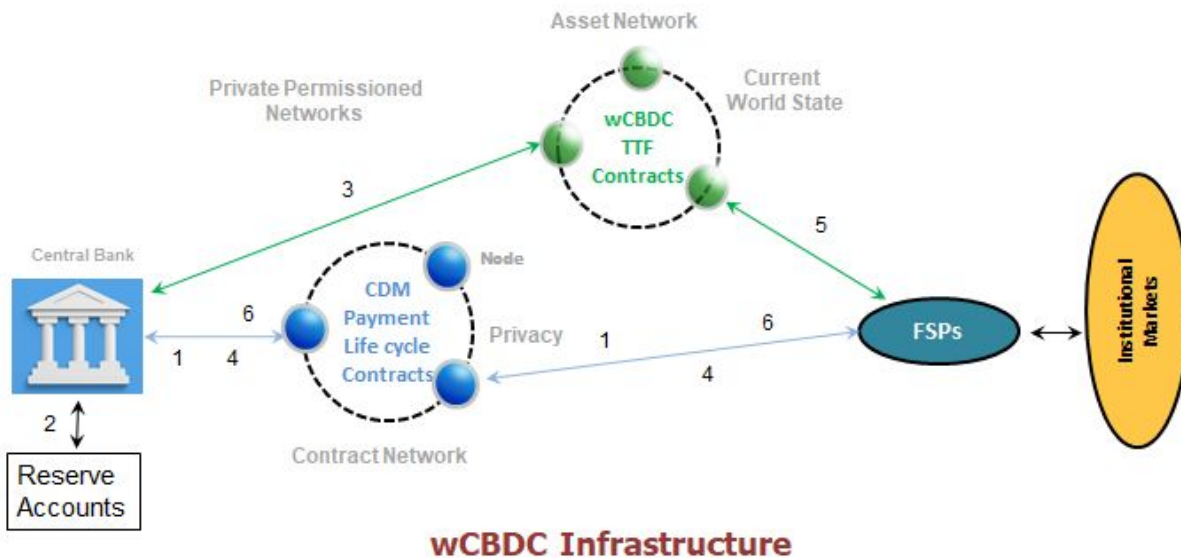 Asset Network
Private Permissioned
Networks
Current
World State
wCBDC
TTF
Contracts
3
5
Central Bank
Node
CDM
Payment
Life cycle
Contracts
Privacy
6
1
4
1
6
4
FSPs
Institutional
Markets
2
Reserve
Accounts
Contract Network
wCBDC Infrastructure